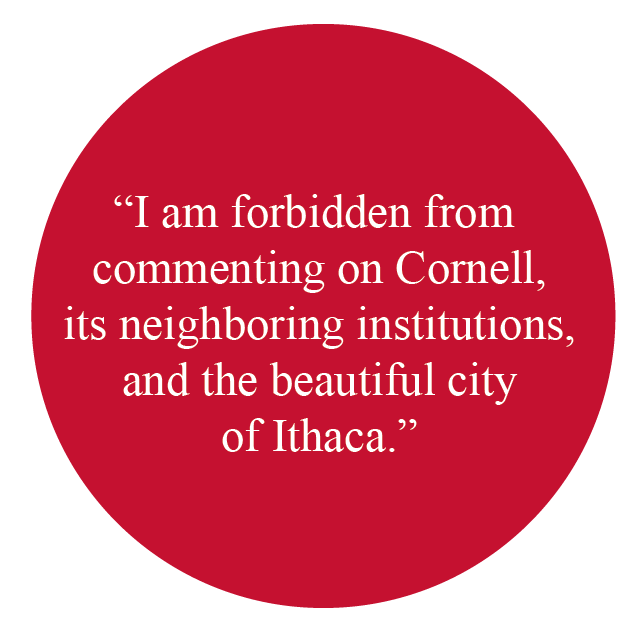 “I am forbidden from
commenting on Cornell,
its neighboring institutions,
and the beautiful city
of Ithaca.”